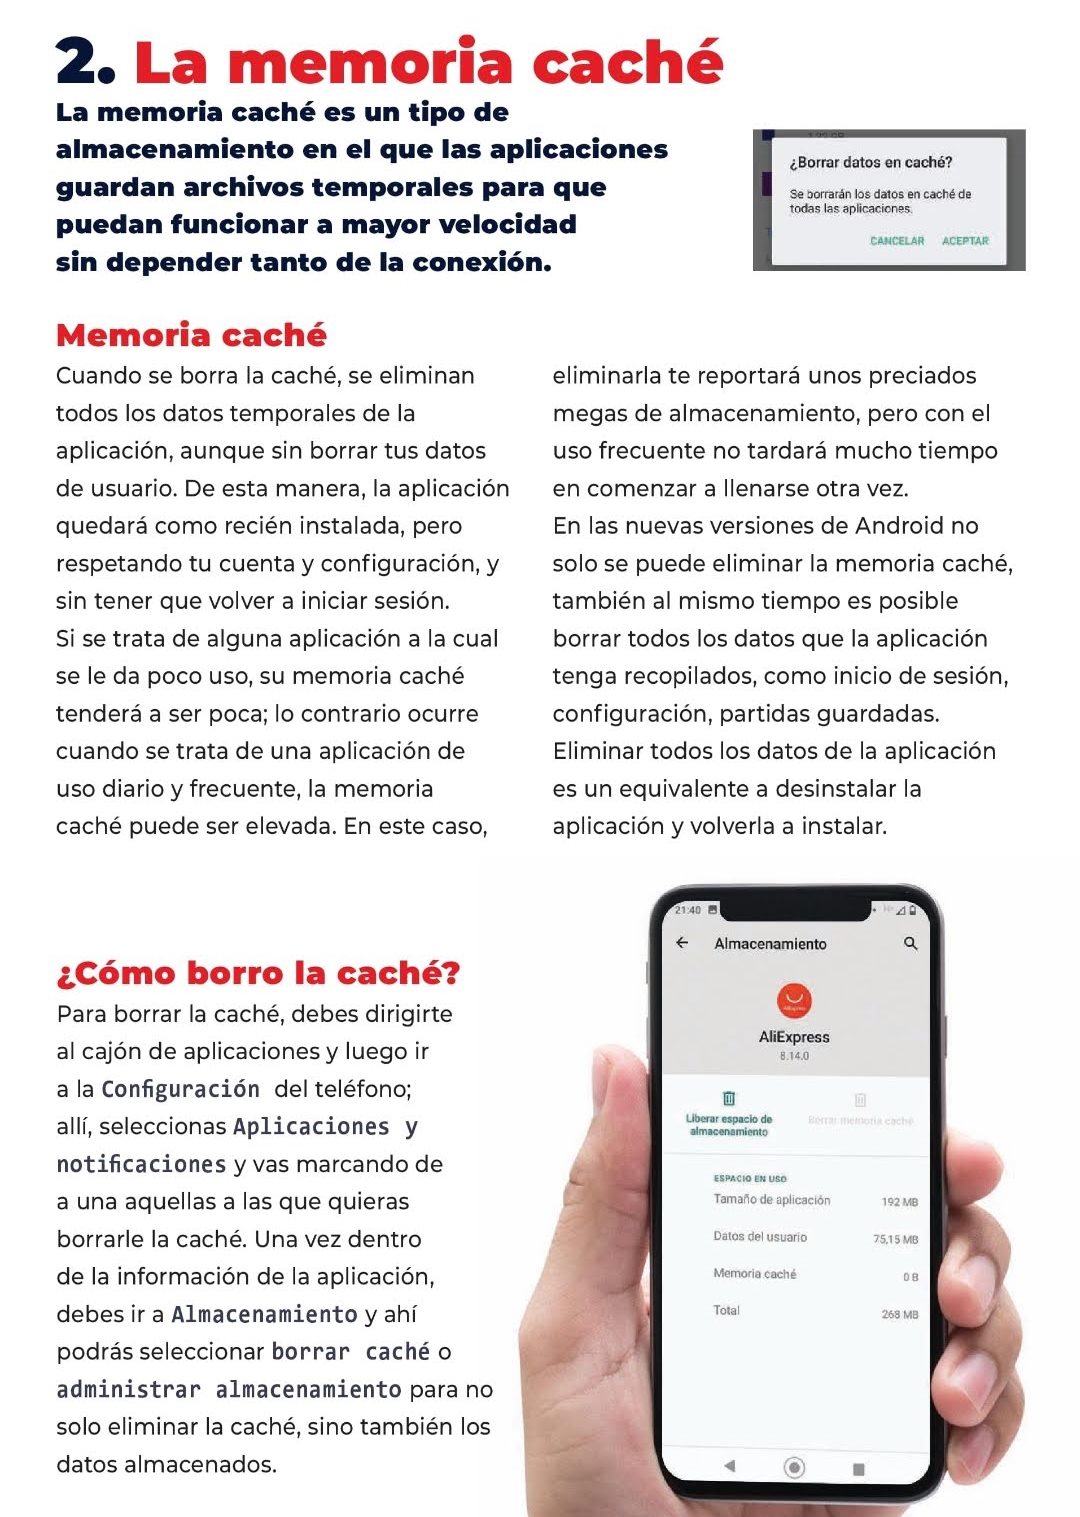 2. La memoria caché
La memoria caché es un tipo de
almacenamiento en el que las aplicaciones
guardan archivos temporales para que
puedan funcionar a mayor velocidad
sin depender tanto de la conexión.
¿Borrar datos en caché?
Se borrarán los datos en caché de
todas las aplicaciones.
CANCELAR ACEPTAR
Memoria caché
Cuando se borra la caché, se eliminan
todos los datos temporales de la
aplicación, aunque sin borrar tus datos
de usuario. De esta manera, la aplicación
quedará como recién instalada, pero
respetando tu cuenta y configuración, y
sin tener que volver a iniciar sesión.
Si se trata de alguna aplicación a la cual
se le da poco uso, su memoria caché
tenderá a ser poca; lo contrario ocurre
cuando se trata de una aplicación de
uso diario y frecuente, la memoria
caché puede ser elevada. En este caso,
eliminarla te reportará unos preciados
megas de almacenamiento, pero con el
uso frecuente no tardará mucho tiempo
en comenzar a llenarse otra vez.
En las nuevas versiones de Android no
solo se puede eliminar la memoria caché,
también al mismo tiempo es posible
borrar todos los datos que la aplicación
tenga recopilados, como inicio de sesión,
configuración, partidas guardadas.
Eliminar todos los datos de la aplicación
es un equivalente a desinstalar la
aplicación y volverla a instalar.
¿Cómo borro la caché?
Para borrar la caché, debes dirigirte
al cajón de aplicaciones y luego ir
a la Configuración del teléfono;
allí, seleccionas Aplicaciones y
notificaciones y vas marcando de
a una aquellas a las que quieras
borrarle la caché. Una vez dentro
de la información de la aplicación,
debes ir a Almacenamiento y ahí
podrás seleccionar borrar caché o
administrar almacenamiento para no
solo eliminar la caché, sino también los
datos almacenados.
21:40
Almacenamiento
AliExpress
AliExpress
8.14.0
Liberar espacio de
almacenamiento
Borrar memoria caché
ESPACIO EN USO
Tamaño de aplicación 192 MB
Datos del usuario 75,15 MB
Memoria caché 0 B
Total 268 MB